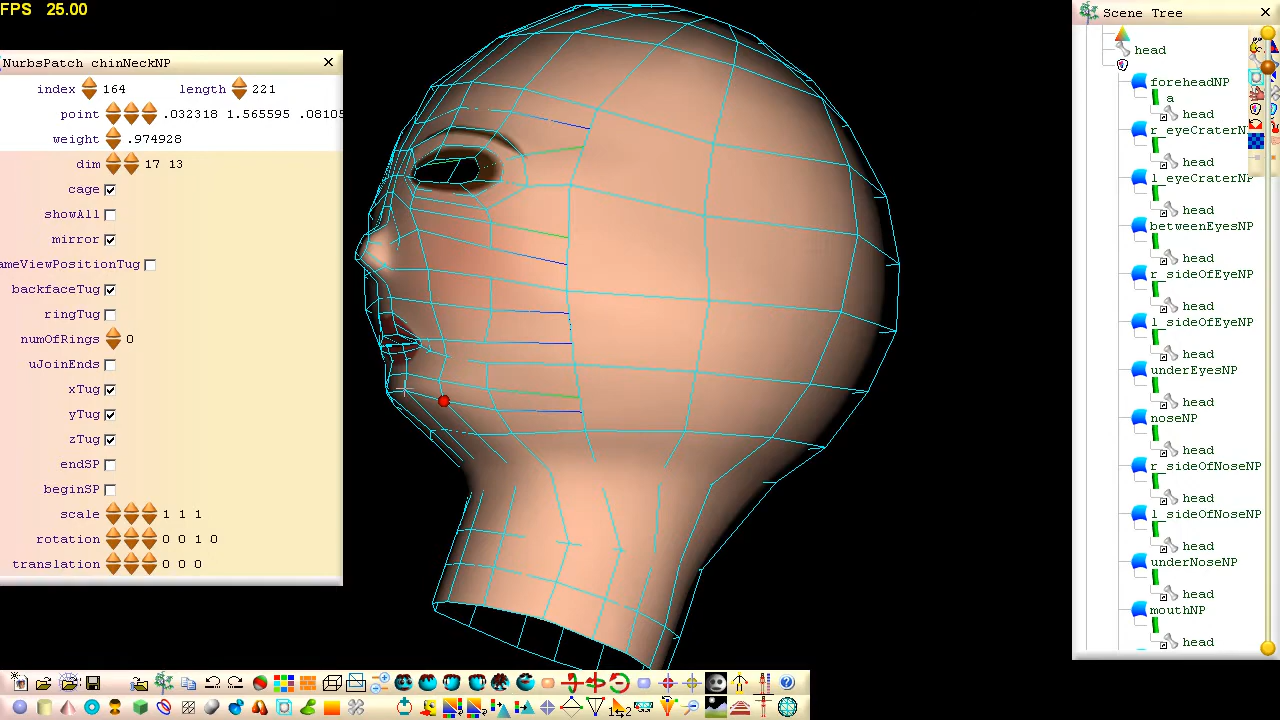 FPS 25.00
NurbsPatch chinNeckNP
index 164 length 221
point .032318 1.565595 .08105
weight .974928
dim 17 13
cage
showAll
mirror
ameViewPositionTug
backfaceTug
ringTug
numOfRings 0
uJoinEnds
xTug
yTug
zTug
endSP
beginSP
scale 1 1 1
rotation 0 0 1 0
translation 0 0 0
Scene Tree
head
foreheadNP
a
head
r_eyeCraterN
head
l_eyeCraterNP
head
betweenEyesNP
head
r_sideOfEyeNP
head
l_sideOfEyeNP
head
underEyesNP
head
noseNP
head
r_sideOfNoseNP
head
l_sideOfNoseNP
head
underNoseNP
head
mouthNP
head